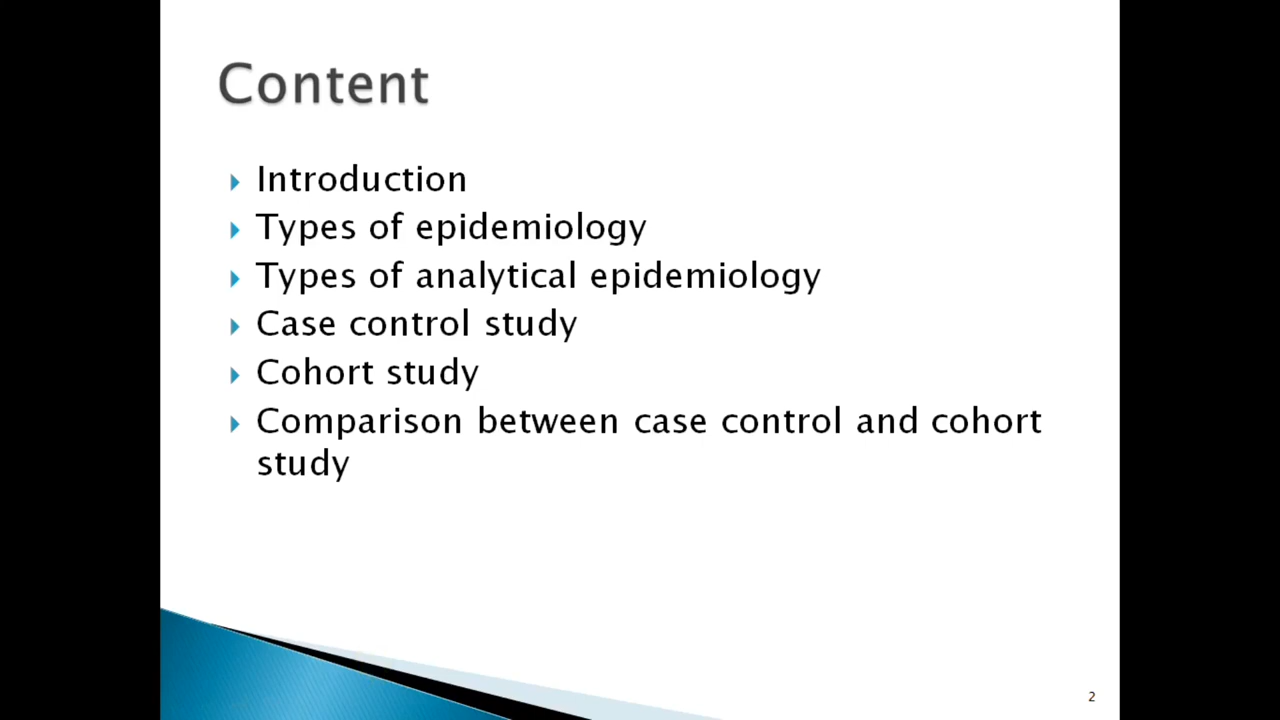 Content
Introduction
Types of epidemiology
Types of analytical epidemiology
Case control study
Cohort study
Comparison between case control and cohort
study
2